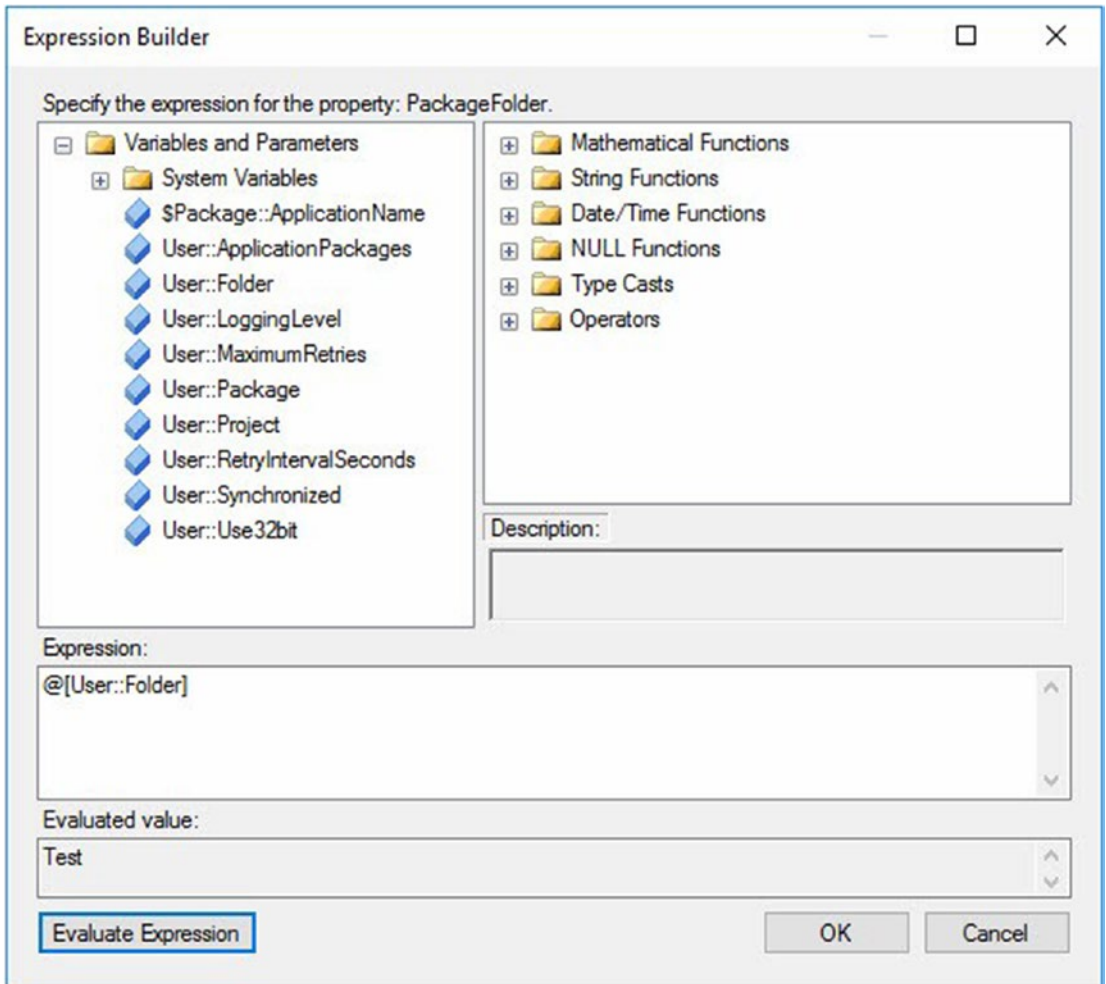 Expression Builder
Specify the expression for the property: PackageFolder.
Variables and Parameters
System Variables
$Package::ApplicationName
User::ApplicationPackages
User::Folder
User::LoggingLevel
User::MaximumRetries
User::Package
User::Project
User::RetryIntervalSeconds
User::Synchronized
User::Use32bit
Mathematical Functions
String Functions
Date/Time Functions
NULL Functions
Type Casts
Operators
Description:
Expression:
@[User::Folder]
Evaluated value:
Test
Evaluate Expression
OK
Cancel